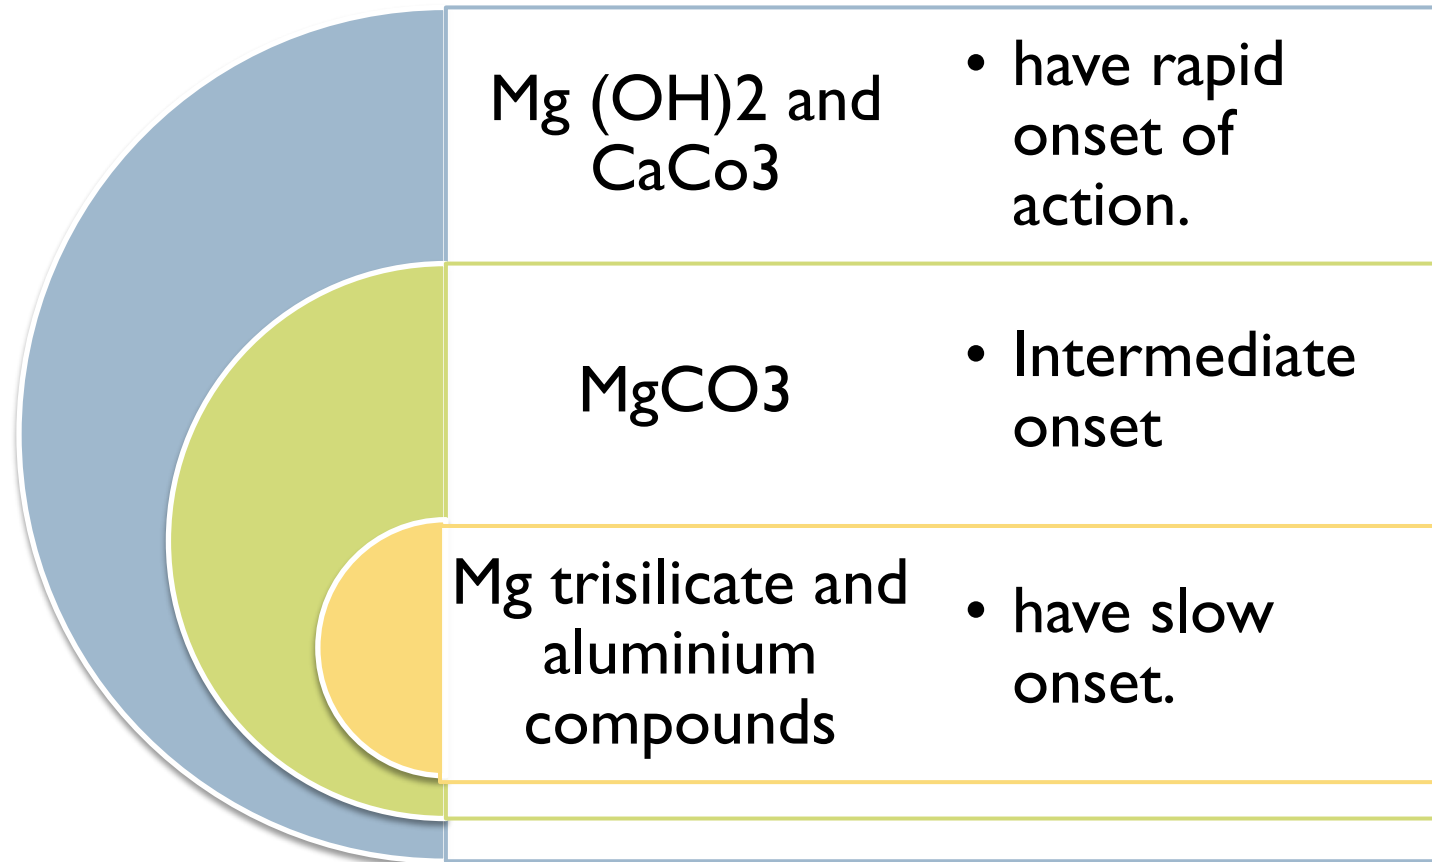 Mg (OH)2 and
CaCo3
• have rapid
onset of
action.
MgCO3
• Intermediate
onset
Mg trisilicate and
aluminium
compounds
• have slow
onset.